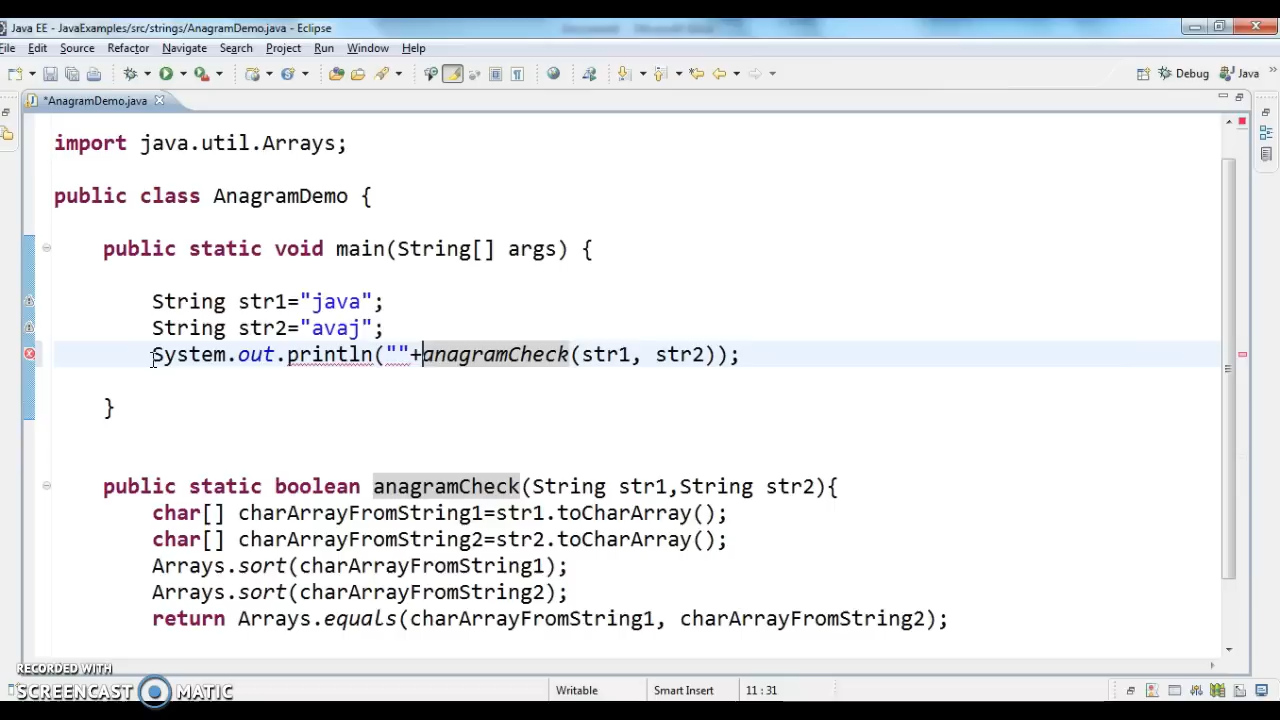 Java EE - JavaExamples/src/strings/AnagramDemo.java - Eclipse
File Edit Source Refactor Navigate Search Project Run Window Help
Debug Java
*AnagramDemo.java
import java.util.Arrays;
public class AnagramDemo {
public static void main(String[] args) {
String str1="java";
String str2="avaj";
System.out.println(""+anagramCheck(str1, str2));
}
public static boolean anagramCheck(String str1,String str2){
char[] charArrayFromString1=str1.toCharArray();
char[] charArrayFromString2=str2.toCharArray();
Arrays.sort(charArrayFromString1);
Arrays.sort(charArrayFromString2);
return Arrays.equals(charArrayFromString1, charArrayFromString2);
RECORDED WITH
SCREENCAST MATIC
Writable Smart Insert 11 : 31